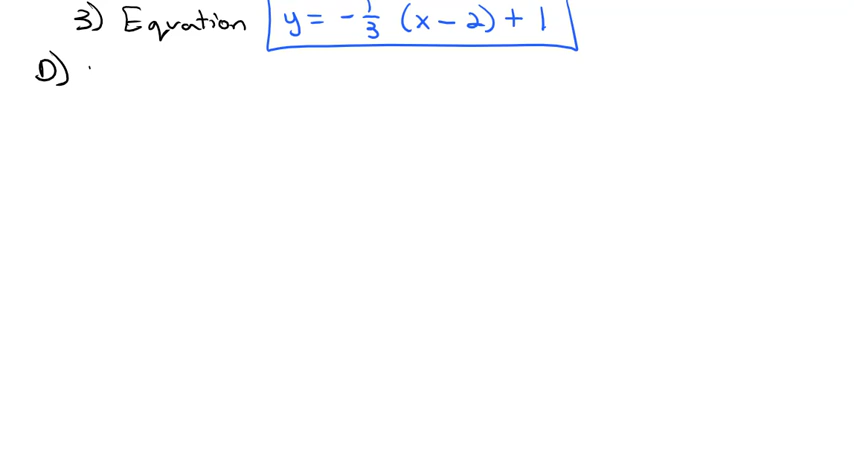 3) Equation y = -1/3 (x - 2) + 1
D)